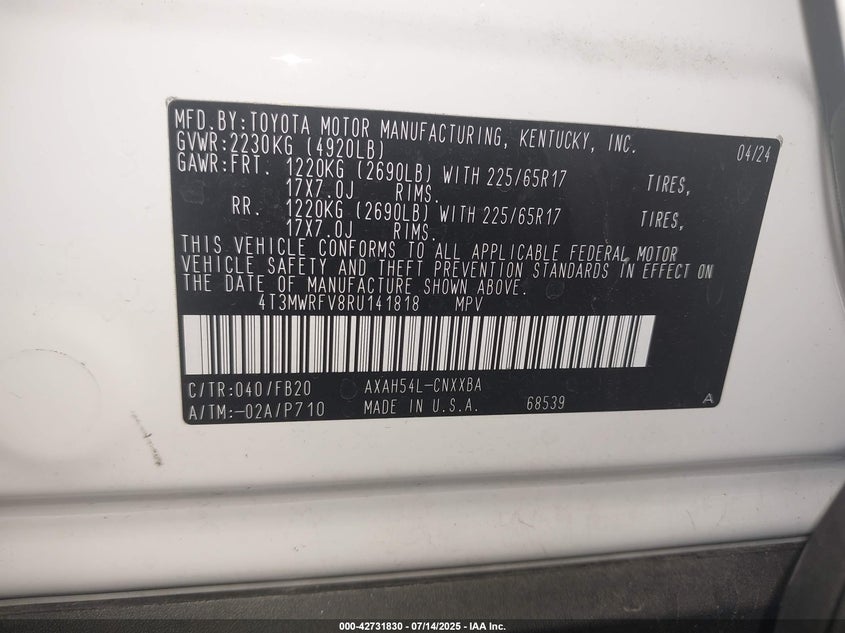 MFD.BY:TOYOTA MOTOR MANUFACTURING, KENTUCKY, INC. 04/24
GVWR:2230KG (4920LB)
GAWR:FRT. 1220KG (2690LB) WITH 225/65R17 TIRES,
17X7.0J RIMS.
RR. 1220KG (2690LB) WITH 225/65R17 TIRES,
17X7.0J RIMS.
THIS VEHICLE CONFORMS TO ALL APPLICABLE FEDERAL MOTOR
VEHICLE SAFETY AND THEFT PREVENTION STANDARDS IN EFFECT ON
THE DATE OF MANUFACTURE SHOWN ABOVE.
4T3MWRFV8RU141818 MPV
C/TR:040/FB20 AXAH54L-CNXXBA
A/TM:-02A/P710 MADE IN U.S.A. 68539 A
000-42731830 - 07/14/2025 - IAA Inc.